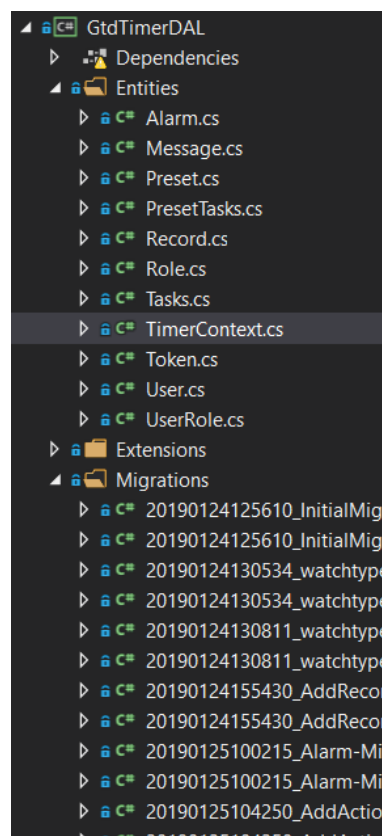 C# GtdTimerDAL
Dependencies
Entities
C# Alarm.cs
C# Message.cs
C# Preset.cs
C# PresetTasks.cs
C# Record.cs
C# Role.cs
C# Tasks.cs
C# TimerContext.cs
C# Token.cs
C# User.cs
C# UserRole.cs
Extensions
Migrations
C# 20190124125610_InitialMig
C# 20190124125610_InitialMig
C# 20190124130534_watchtype
C# 20190124130534_watchtype
C# 20190124130811_watchtype
C# 20190124130811_watchtype
C# 20190124155430_AddReco
C# 20190124155430_AddReco
C# 20190125100215_Alarm-Mi
C# 20190125100215_Alarm-Mi
C# 20190125104250_AddActio